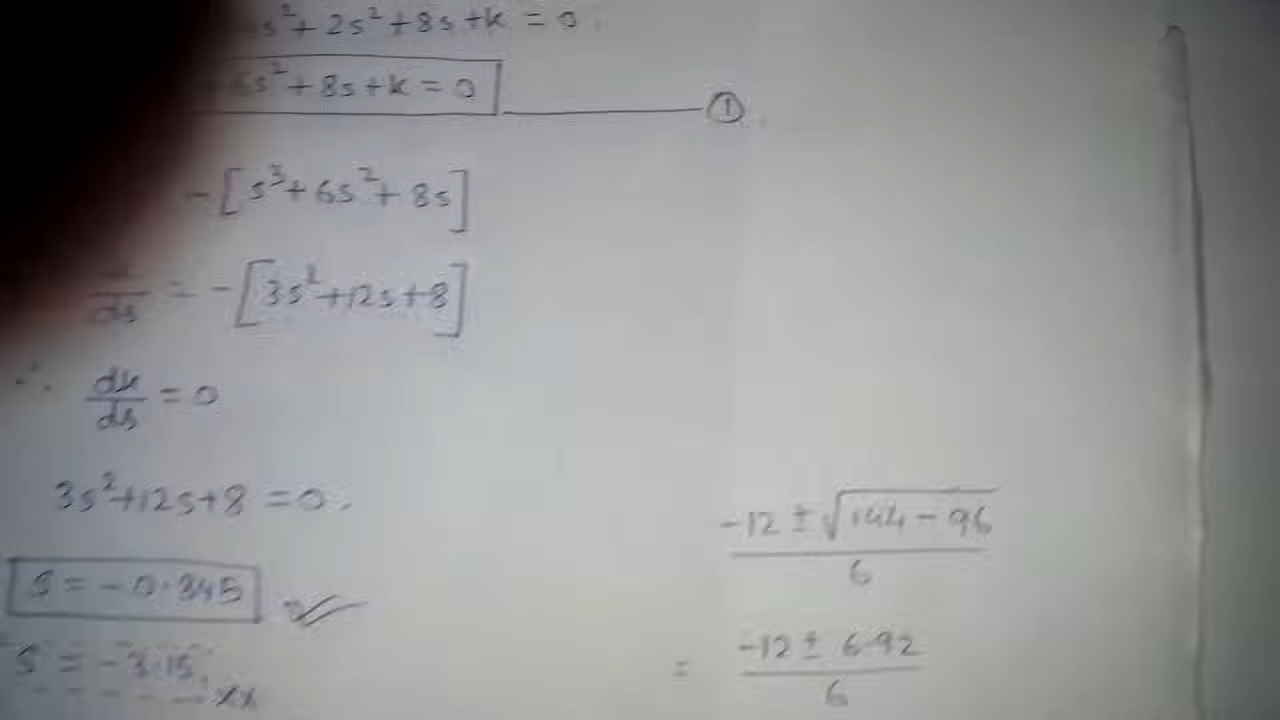 s² + 2s² + 8s + k = 0.
+ 6s² + 8s + k = 0 ①
- [s³ + 6s² + 8s]
ds = - [3s² + 12s + 8]
∴ dk/ds = 0
3s² + 12s + 8 = 0.
s = -0.845
s = -3.15, xx
-12 ± √144 - 96 / 6
= -12 ± 6.92 / 6